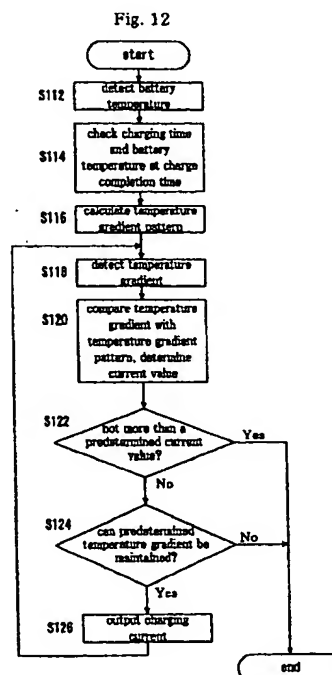 Fig. 12
start
S112
detect battery
temperature
S114
check charging time
and battery
temperature at charge
completion time
S116
calculate temperature
gradient pattern
S118
detect temperature
gradient
S120
compare temperature
gradient with
temperature gradient
pattern, determine
current value
S122
not more than a
predetermined current
value?
Yes
No
S124
can predetermined
temperature gradient be
maintained?
No
Yes
S126
output charging
current
end